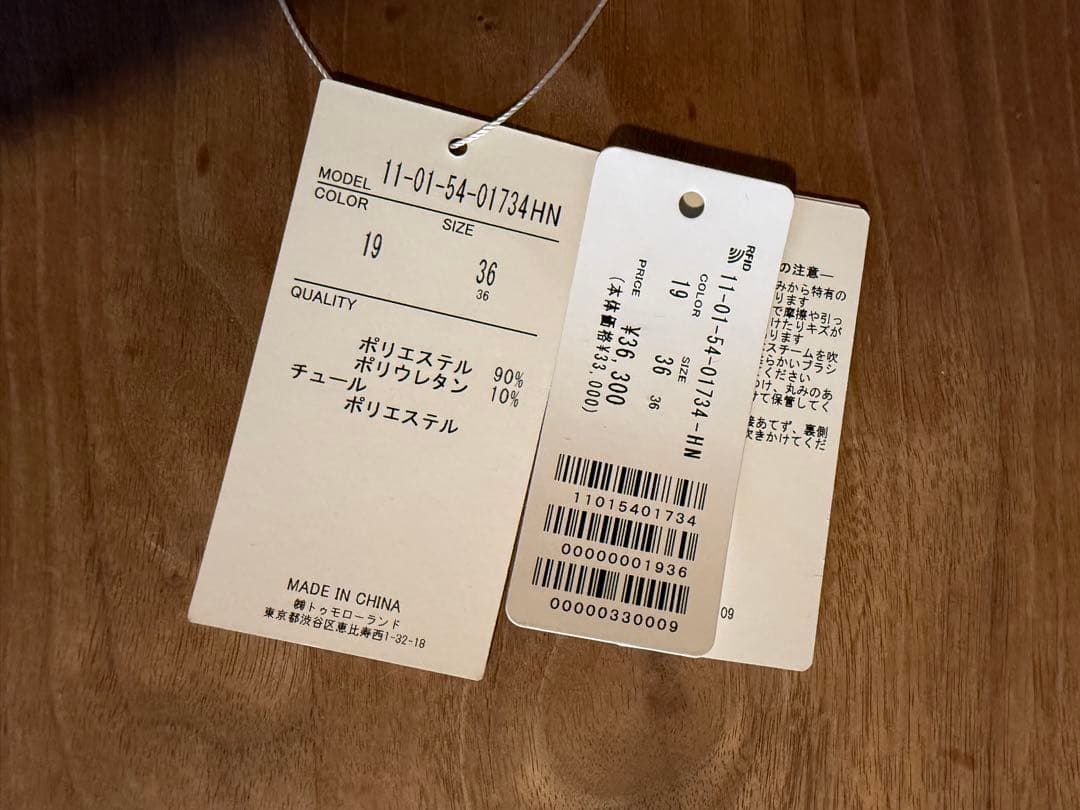 MODEL 11-01-54-01734HN
COLOR SIZE
19 36
36
QUALITY
ポリエステル 90%
ポリウレタン 10%
チュール
ポリエステル
MADE IN CHINA
㈱トゥモローランド
東京都渋谷区恵比寿西1-32-18
RFID
11-01-54-01734-HN
COLOR SIZE
19 36 36
PRICE ¥36,300
(本体価格¥33,000)
11015401734
00000001936
00000330009
の注意―
みから特有の
ります
で摩擦や引っ
けたりキズが
ります
スチームを吹
らかいブラシ
てください
つけ、丸みのあ
けて保管してく
接あてず、裏側
吹きかけてくだ
09